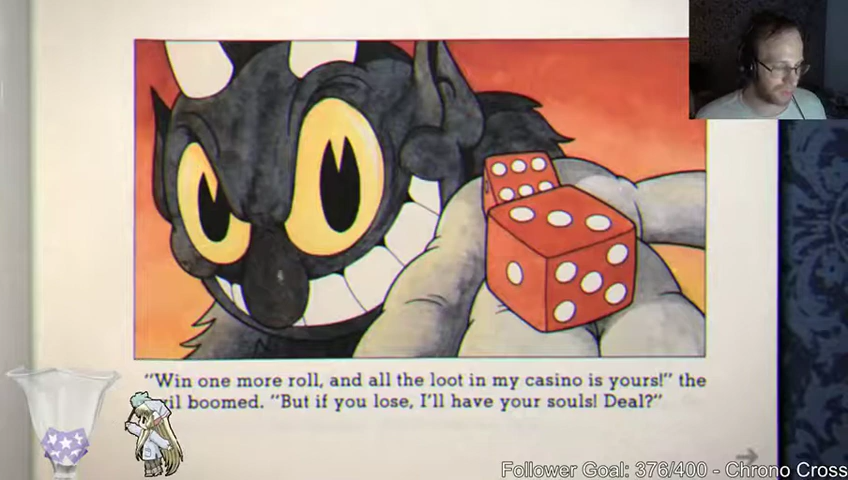 "Win one more roll, and all the loot in my casino is yours!" the
boomed. "But if you lose, I'll have your souls! Deal?"
Follower Goal: 376/400 - Chrono Cross